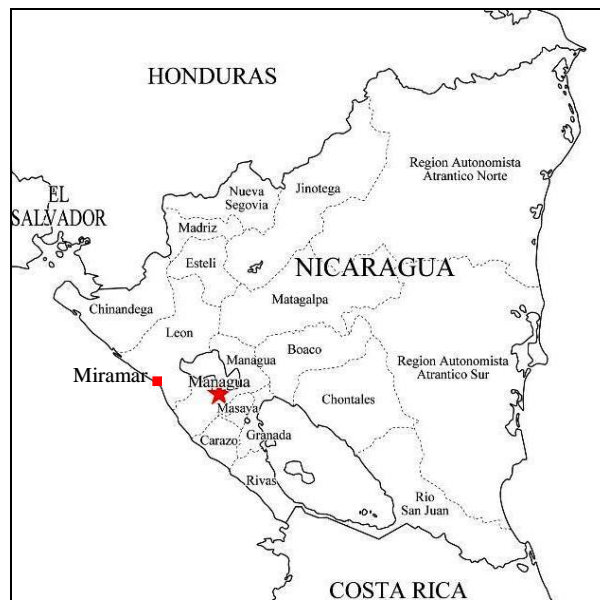 HONDURAS
Region Autonomista
Atrantico Norte
Jinotega
Nueva
Segovia
EL
SALVADOR
Madriz
Esteli
NICARAGUA
Matagalpa
Chinandega
Leon
Boaco
Managua
Region Autonomista
Atrantico Sur
Miramar
Managua
Chontales
Masaya
Carazo
Granada
Rivas
Rio
San Juan
COSTA RICA